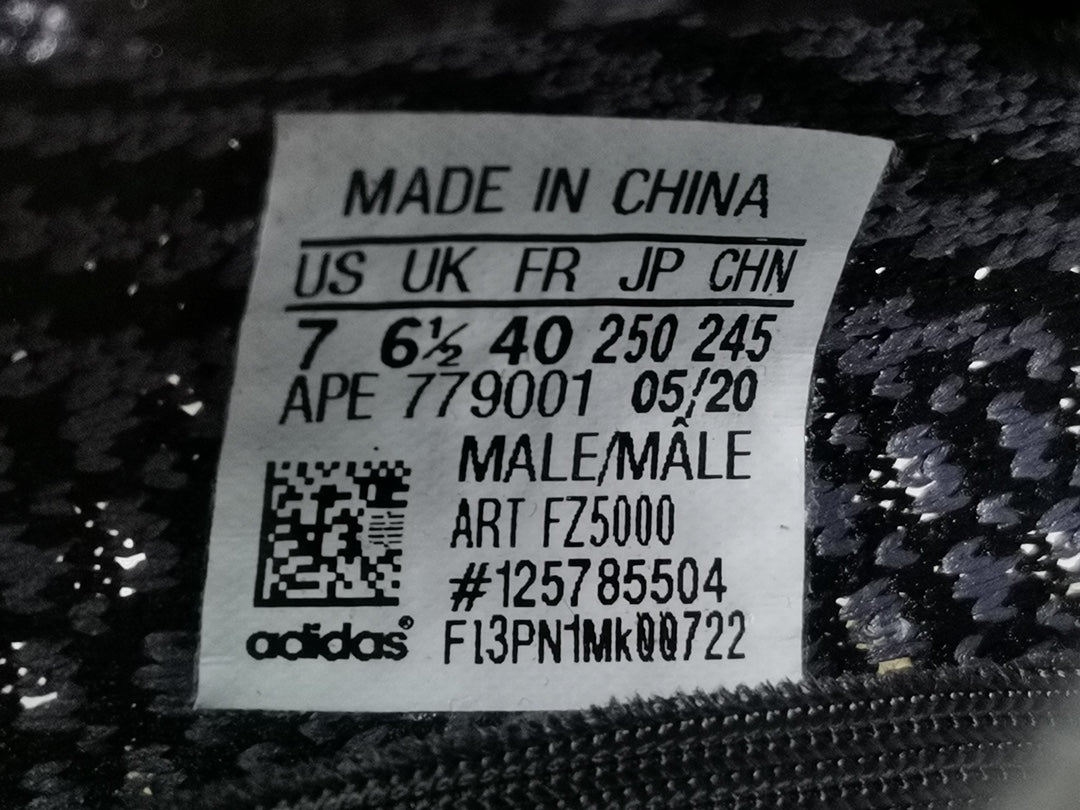 MADE IN CHINA
US UK FR JP CHN
7 6½ 40 250 245
APE 779001 05/20
MALE/MÂLE
ART FZ5000
#125785504
adidas® Fl3PN1Mk00722